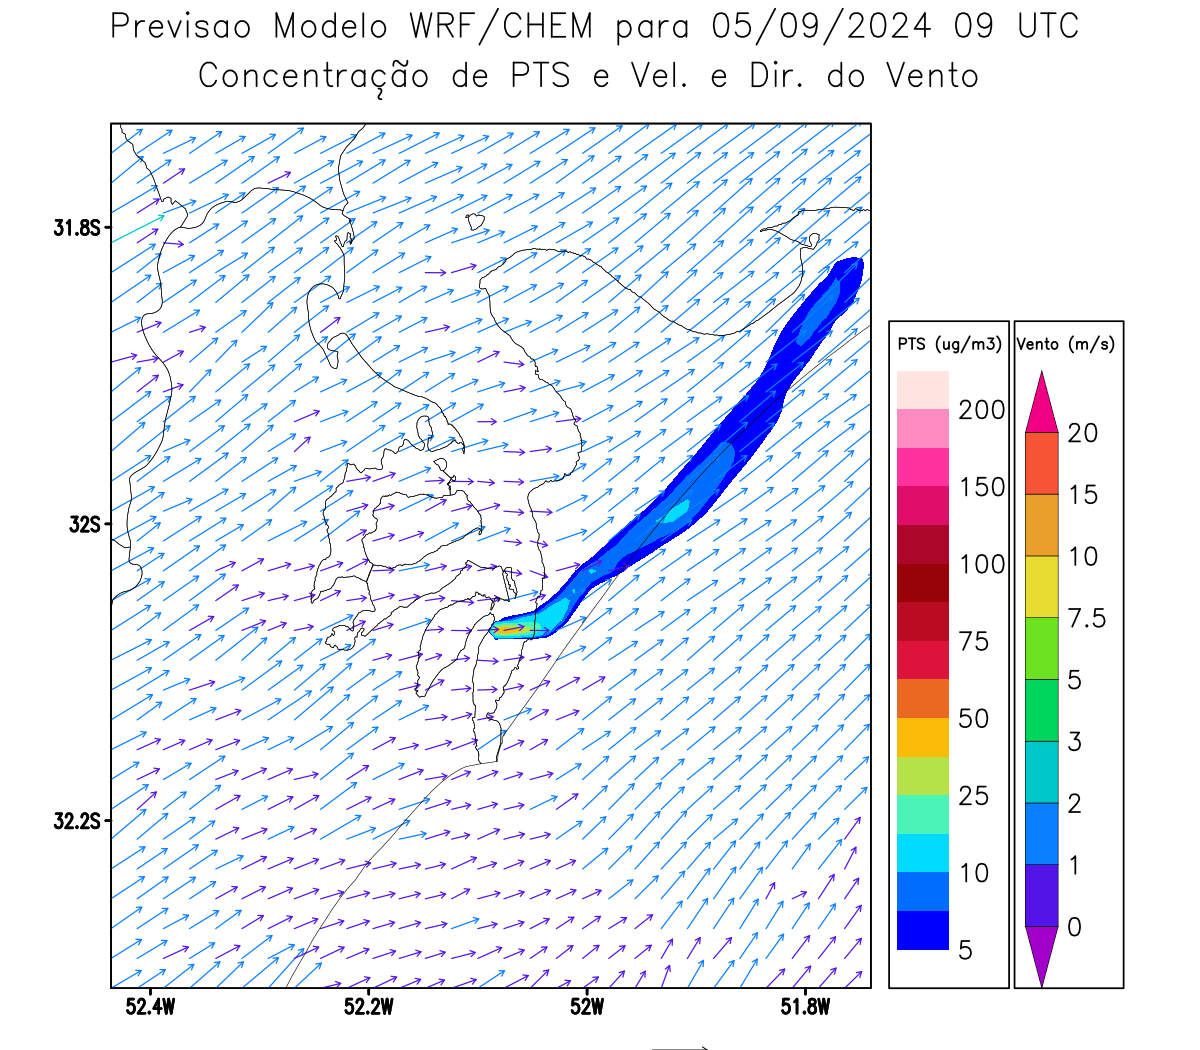 Previsao Modelo WRF/CHEM para 05/09/2024 09 UTC
Concentração de PTS e Vel. e Dir. do Vento
31.8S
32S
32.2S
52.4W 52.2W 52W 51.8W
PTS (ug/m3)
200
150
100
75
50
25
10
5
Vento (m/s)
20
15
10
7.5
5
3
2
1
0